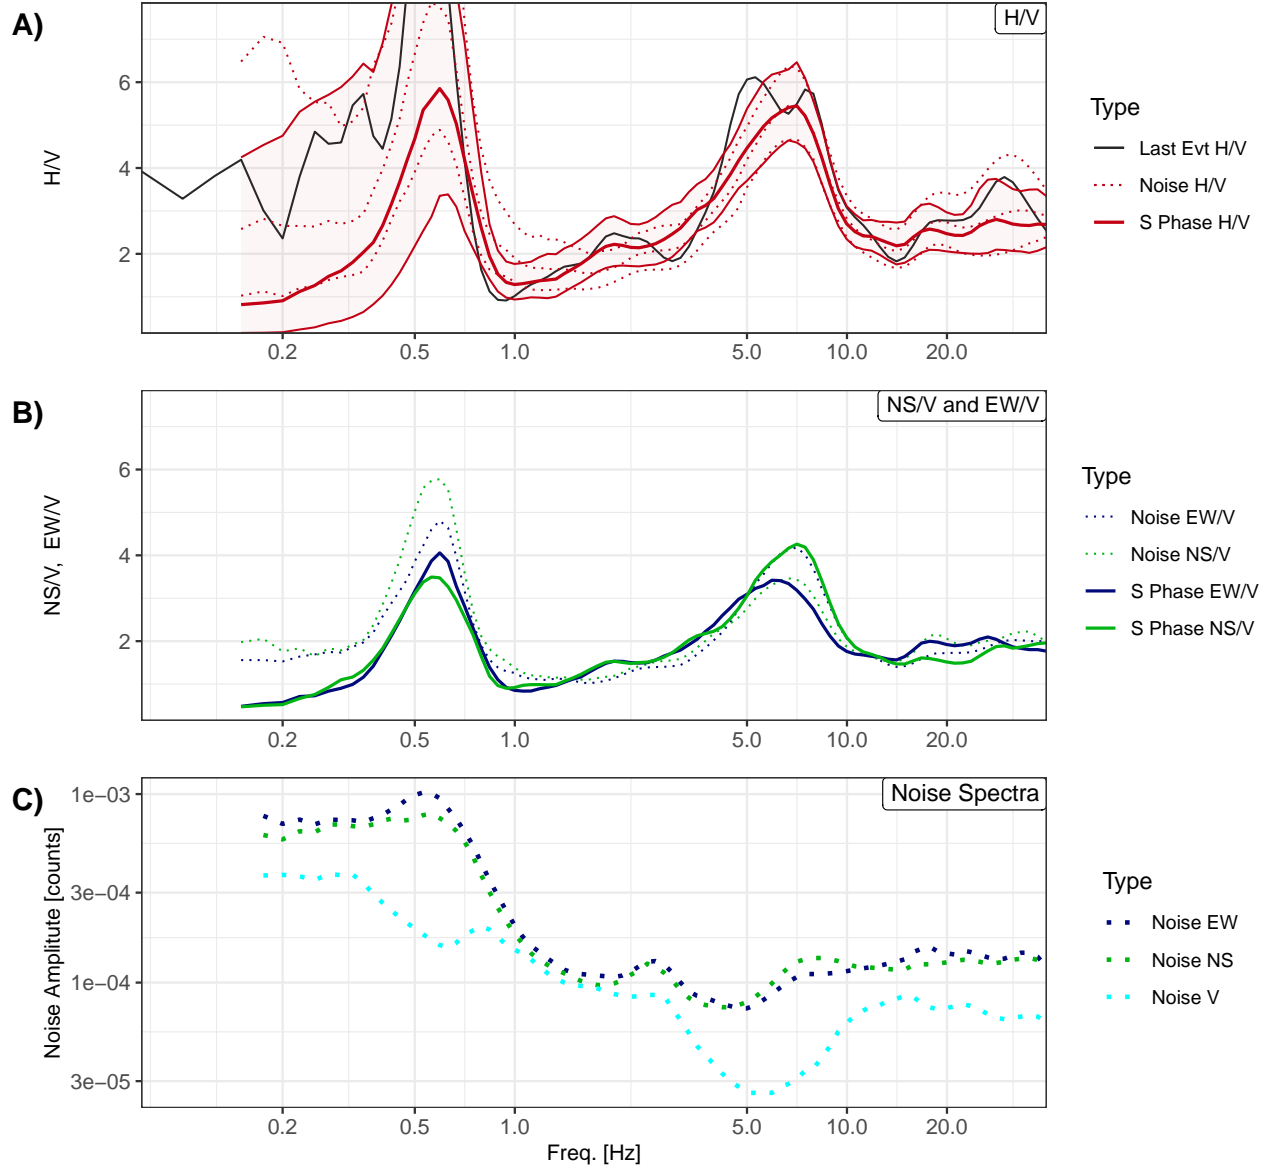 A)
H/V
H/V
6
4
2
0.2 0.5 1.0 5.0 10.0 20.0
Type
Last Evt H/V
Noise H/V
S Phase H/V
B)
NS/V and EW/V
NS/V, EW/V
6
4
2
0.2 0.5 1.0 5.0 10.0 20.0
Type
Noise EW/V
Noise NS/V
S Phase EW/V
S Phase NS/V
C)
Noise Spectra
Noise Amplitute [counts]
1e−03
3e−04
1e−04
3e−05
0.2 0.5 1.0 5.0 10.0 20.0
Freq. [Hz]
Type
Noise EW
Noise NS
Noise V